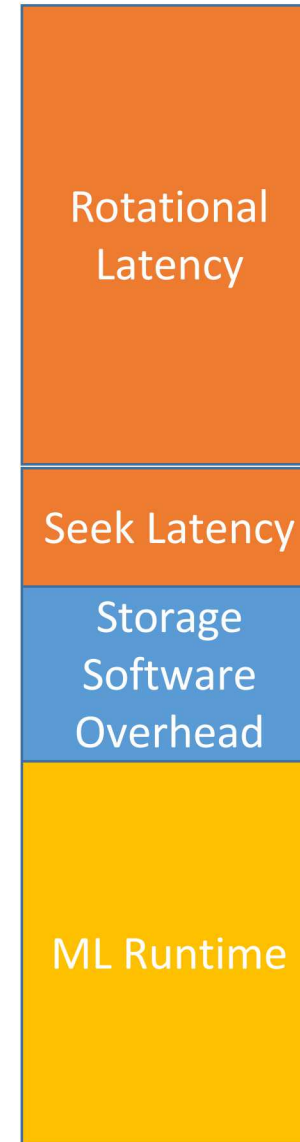 Rotational
Latency
Seek Latency
Storage
Software
Overhead
ML Runtime